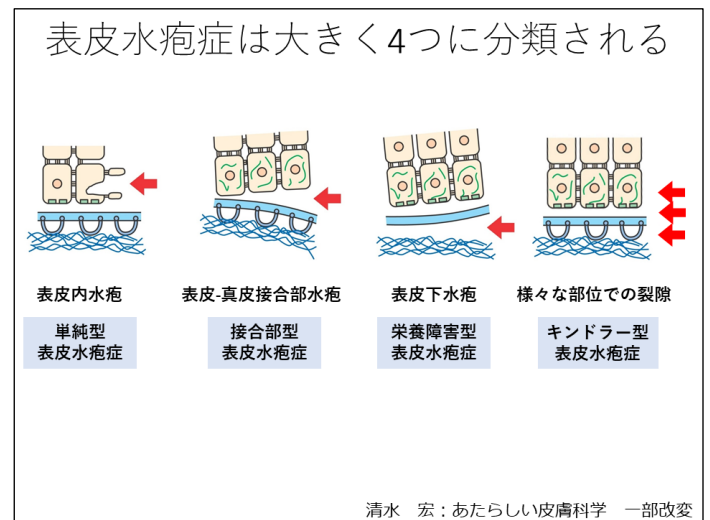 表皮水疱症は大きく4つに分類される
表皮内水疱
単純型
表皮水疱症
表皮-真皮接合部水疱
接合部型
表皮水疱症
表皮下水疱
栄養障害型
表皮水疱症
様々な部位での裂隙
キンドラー型
表皮水疱症
清水　宏：あたらしい皮膚科学　一部改変